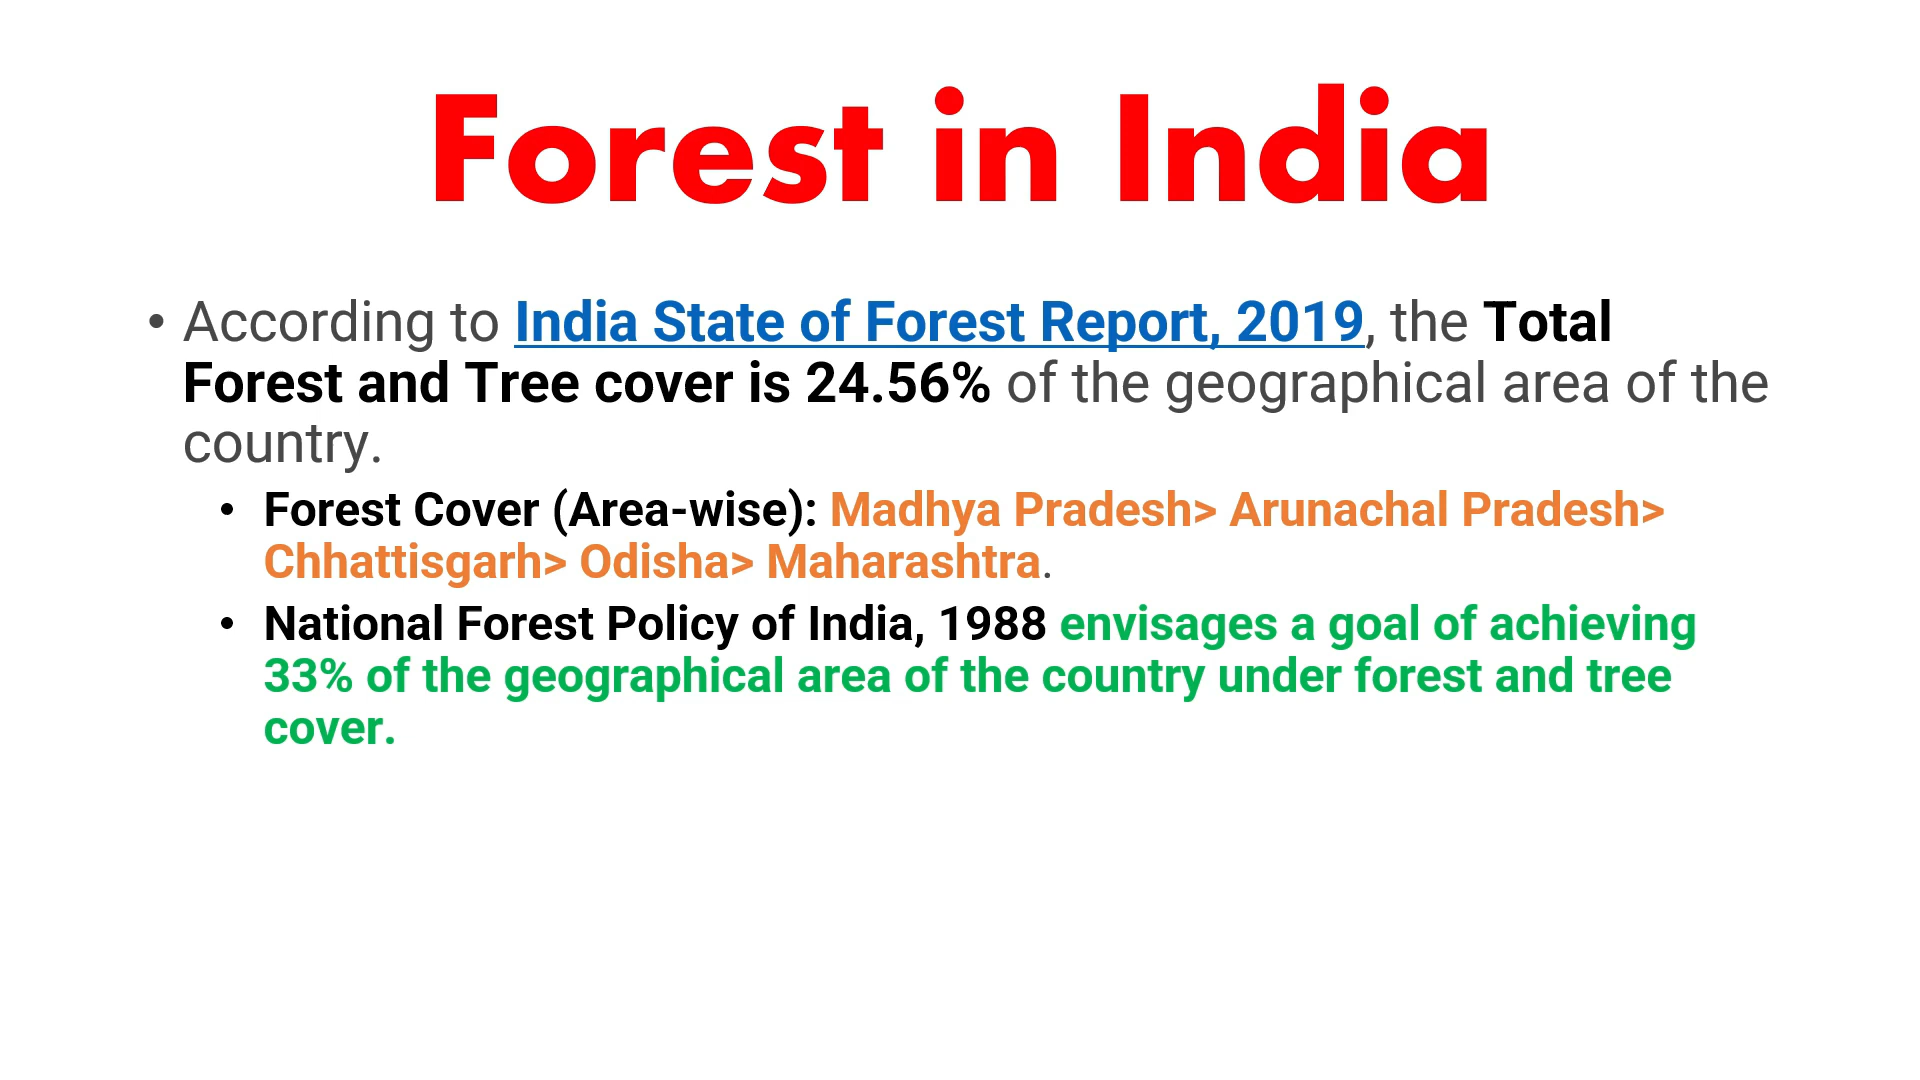 Forest in India
• According to India State of Forest Report, 2019, the Total
Forest and Tree cover is 24.56% of the geographical area of the
country.
• Forest Cover (Area-wise): Madhya Pradesh> Arunachal Pradesh>
Chhattisgarh> Odisha> Maharashtra.
• National Forest Policy of India, 1988 envisages a goal of achieving
33% of the geographical area of the country under forest and tree
cover.